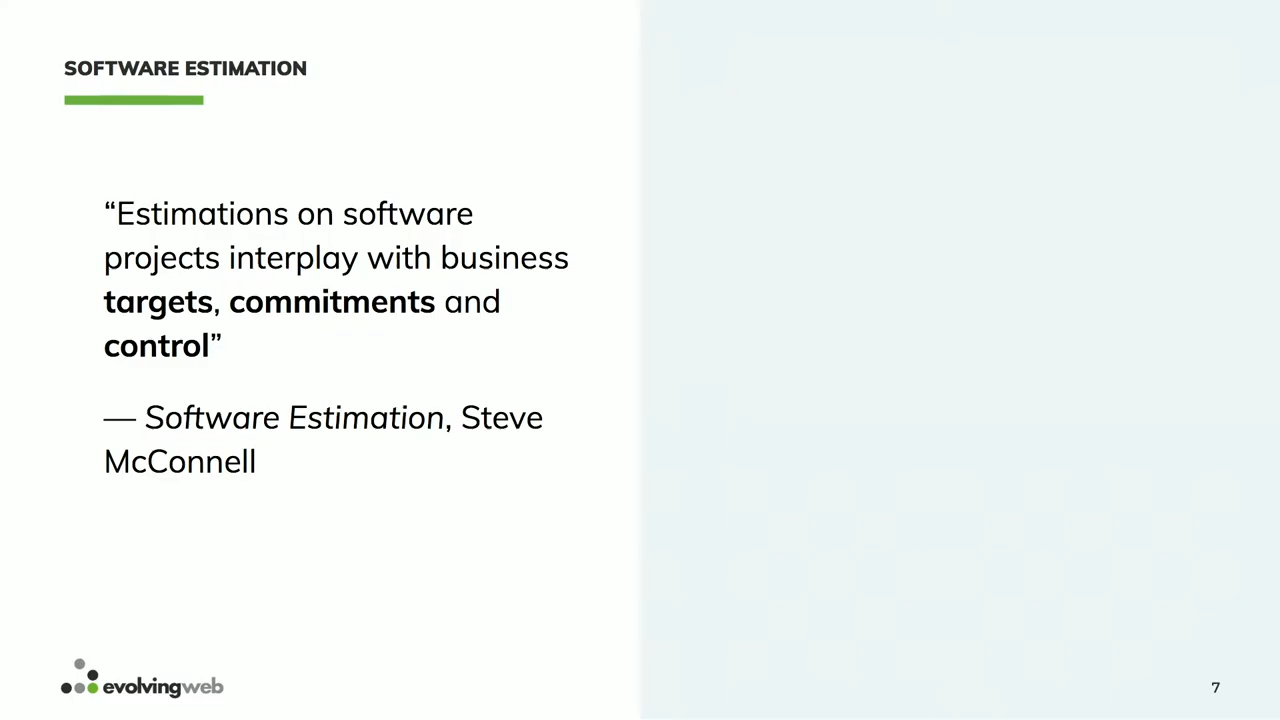 SOFTWARE ESTIMATION
“Estimations on software
projects interplay with business
targets, commitments and
control”
— Software Estimation, Steve
McConnell
evolvingweb
7